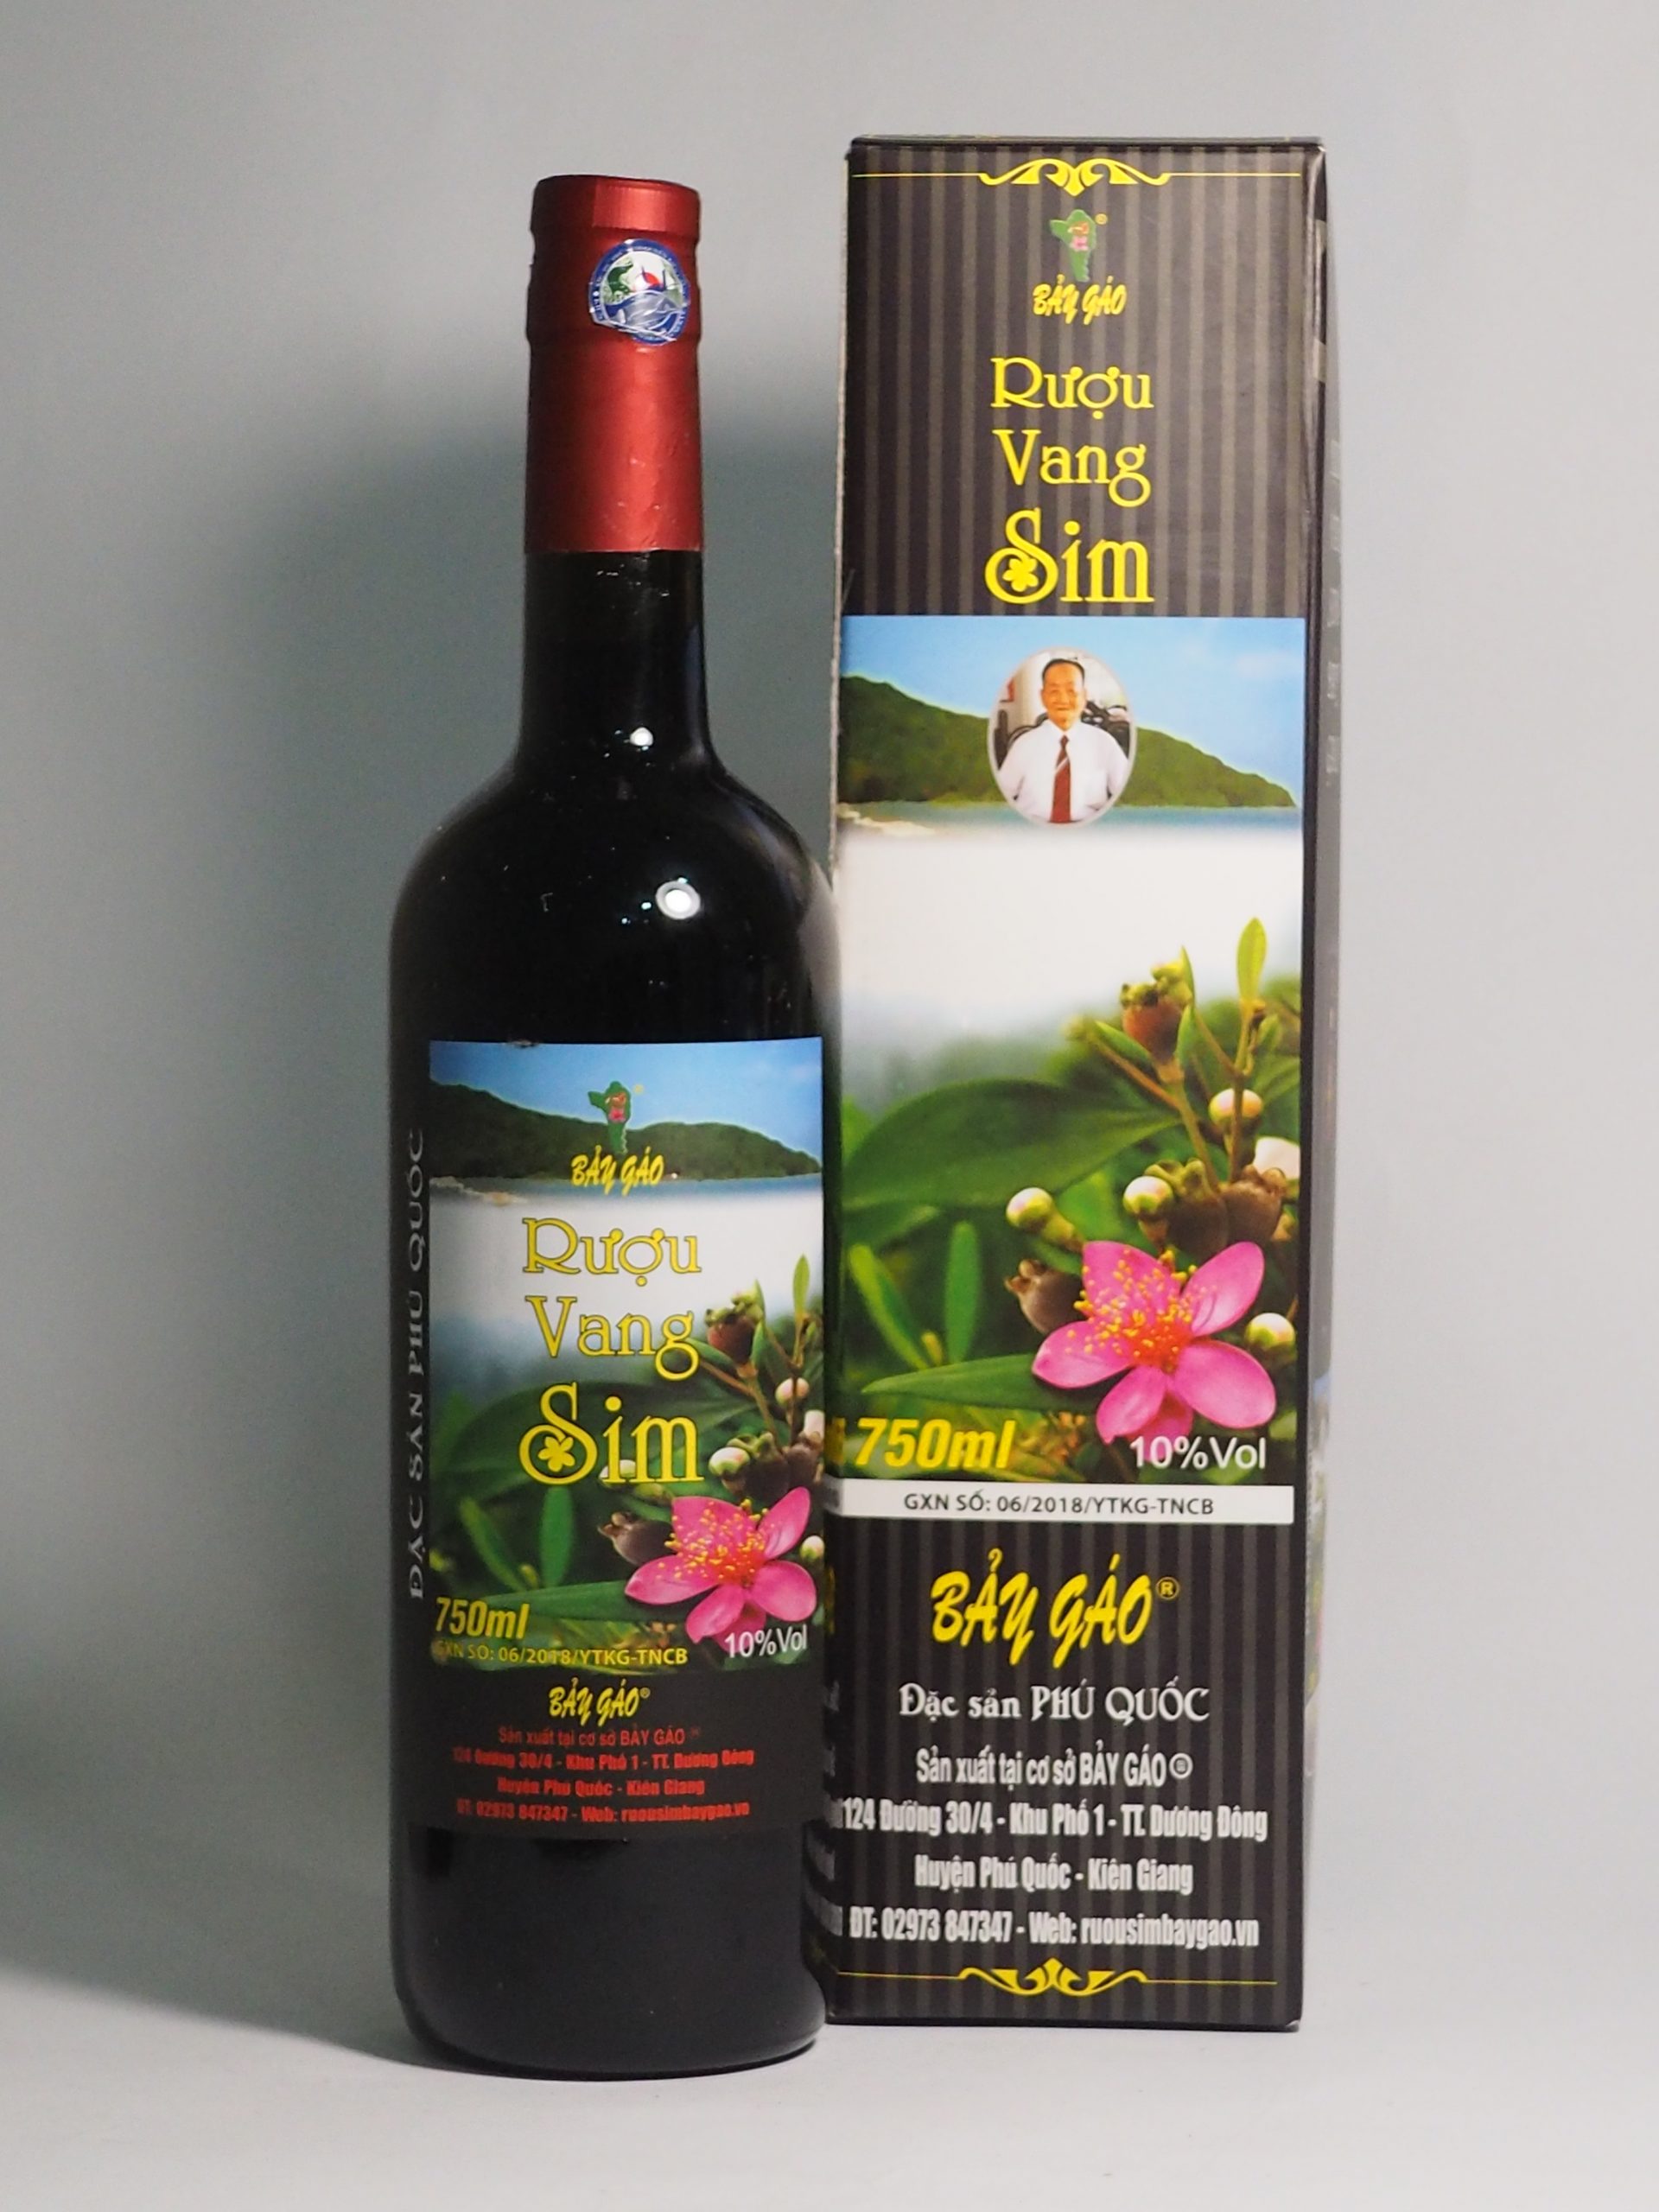 BẢY GÁO
Rượu
Vang
Sim
750ml
10%Vol
GXN SỐ: 06/2018/YTKG-TNCB
BẢY GÁO®
Đặc sản PHÚ QUỐC
Sản xuất tại cơ sở BẢY GÁO ®
124 Đường 30/4 - Khu Phố 1 - TT. Dương Đông
Huyện Phú Quốc - Kiên Giang
ĐT: 02973 847347 - Web: ruousimbaygao.vn
ĐẶC SẢN PHÚ QUỐC
BẢY GÁO
Rượu
Vang
Sim
750ml
10%Vol
GXN SỐ: 06/2018/YTKG-TNCB
BẢY GÁO®
Sản xuất tại cơ sở BẢY GÁO ®
124 Đường 30/4 - Khu Phố 1 - TT. Dương Đông
Huyện Phú Quốc - Kiên Giang
ĐT: 02973 847347 - Web: ruousimbaygao.vn